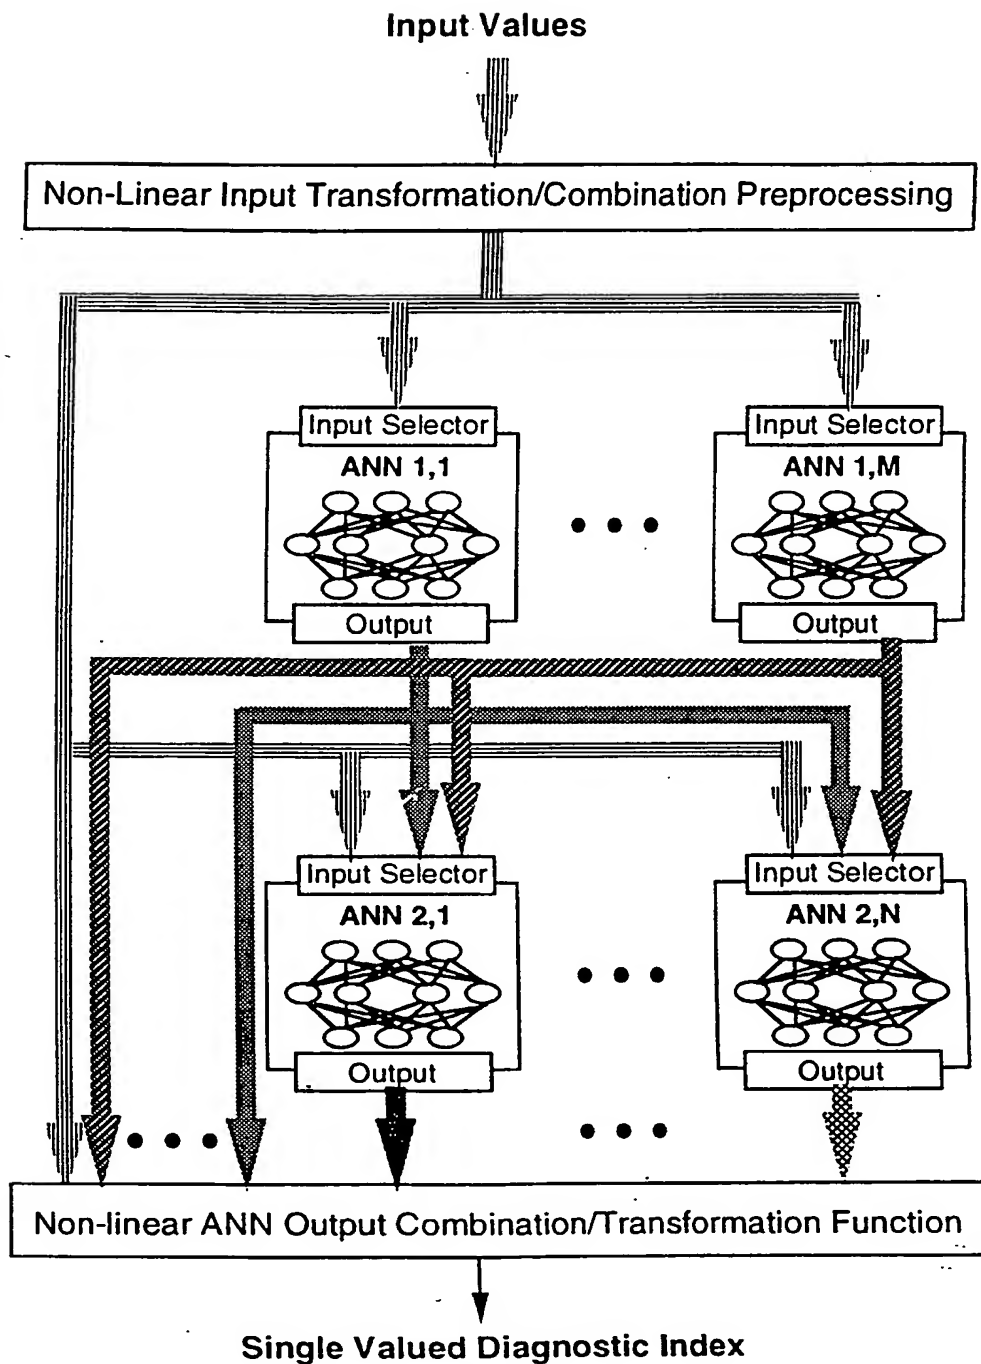 Input Values
Non-Linear Input Transformation/Combination Preprocessing
Input Selector
ANN 1,1
Output
Input Selector
ANN 1,M
Output
Input Selector
ANN 2,1
Output
Input Selector
ANN 2,N
Output
Non-linear ANN Output Combination/Transformation Function
Single Valued Diagnostic Index